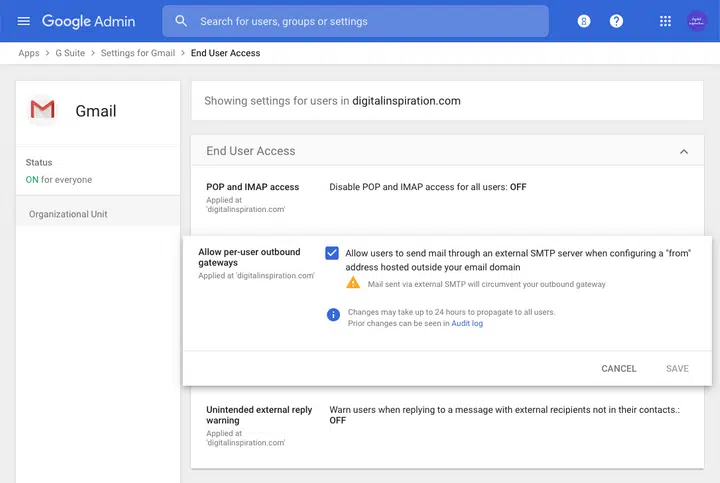 Google Admin
Search for users, groups or settings
Apps > G Suite > Settings for Gmail > End User Access
Gmail
Status
ON for everyone
Organizational Unit
Showing settings for users in digitalinspiration.com
End User Access
POP and IMAP access
Applied at
'digitalinspiration.com'
Disable POP and IMAP access for all users: OFF
Allow per-user outbound
gateways
Applied at 'digitalinspiration.com'
Allow users to send mail through an external SMTP server when configuring a "from"
address hosted outside your email domain
Mail sent via external SMTP will circumvent your outbound gateway
Changes may take up to 24 hours to propagate to all users.
Prior changes can be seen in Audit log
CANCEL
SAVE
Unintended external reply
warning
Applied at
'digitalinspiration.com'
Warn users when replying to a message with external recipients not in their contacts.:
OFF